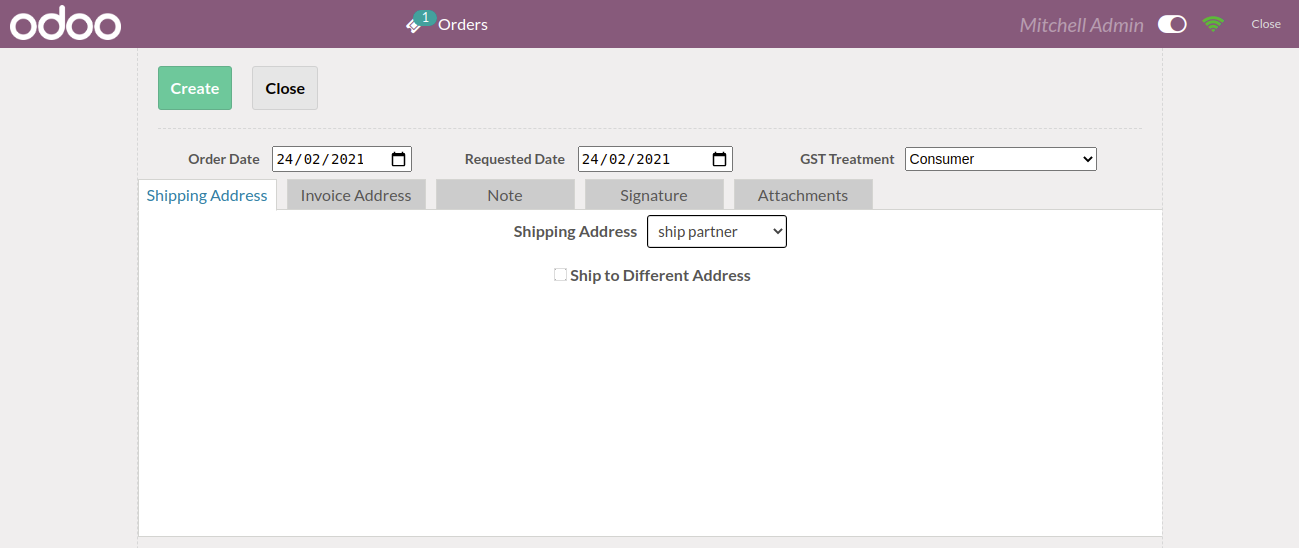 odoo 1 Orders Mitchell Admin Close
Create Close
Order Date 24/02/2021 Requested Date 24/02/2021 GST Treatment Consumer
Shipping Address Invoice Address Note Signature Attachments
Shipping Address ship partner
Ship to Different Address